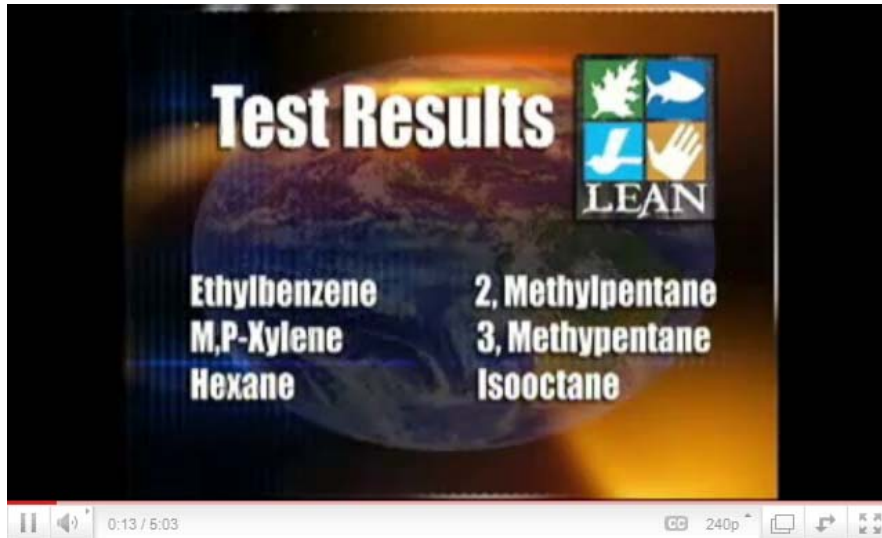 Test Results
LEAN
Ethylbenzene
M,P-Xylene
Hexane
2, Methylpentane
3, Methypentane
Isooctane
0:13 / 5:03
CC
240p